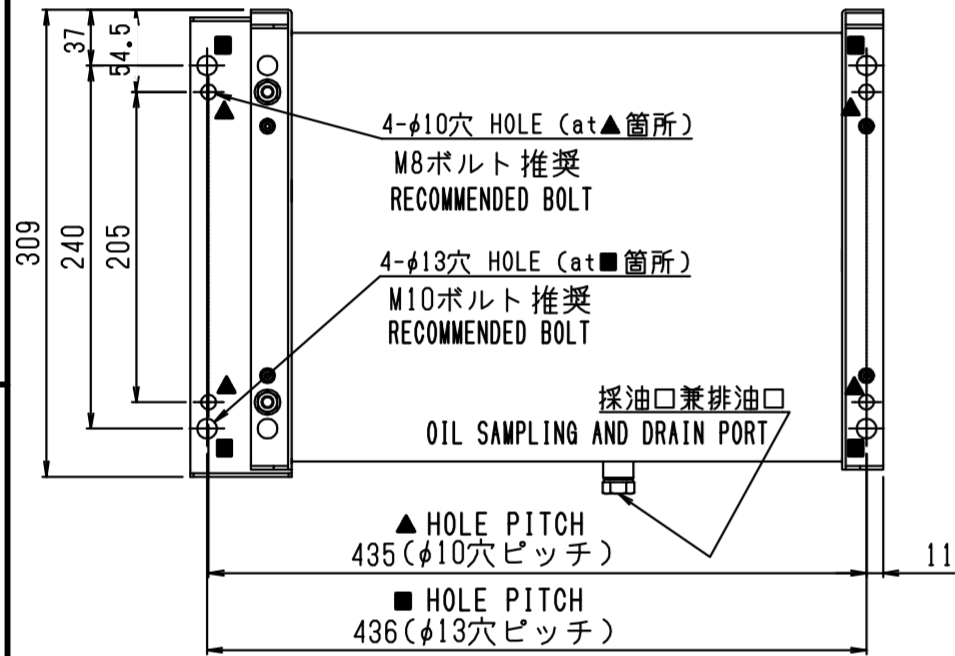 37
54.5
309
240
205
4-φ10穴 HOLE (at▲箇所)
M8ボルト推奨
RECOMMENDED BOLT
4-φ13穴 HOLE (at■箇所)
M10ボルト推奨
RECOMMENDED BOLT
採油口兼排油口
OIL SAMPLING AND DRAIN PORT
▲ HOLE PITCH
435(φ10穴ピッチ)
11
■ HOLE PITCH
436(φ13穴ピッチ)